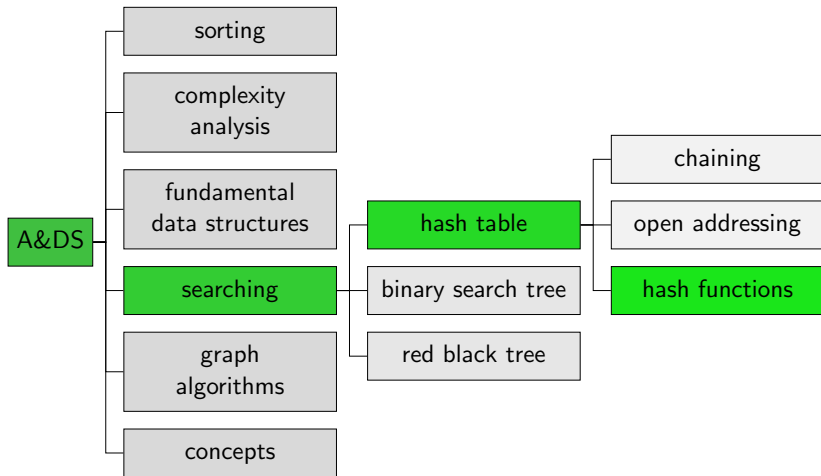 A&DS
sorting
complexity
analysis
fundamental
data structures
searching
graph
algorithms
concepts
hash table
binary search tree
red black tree
chaining
open addressing
hash functions